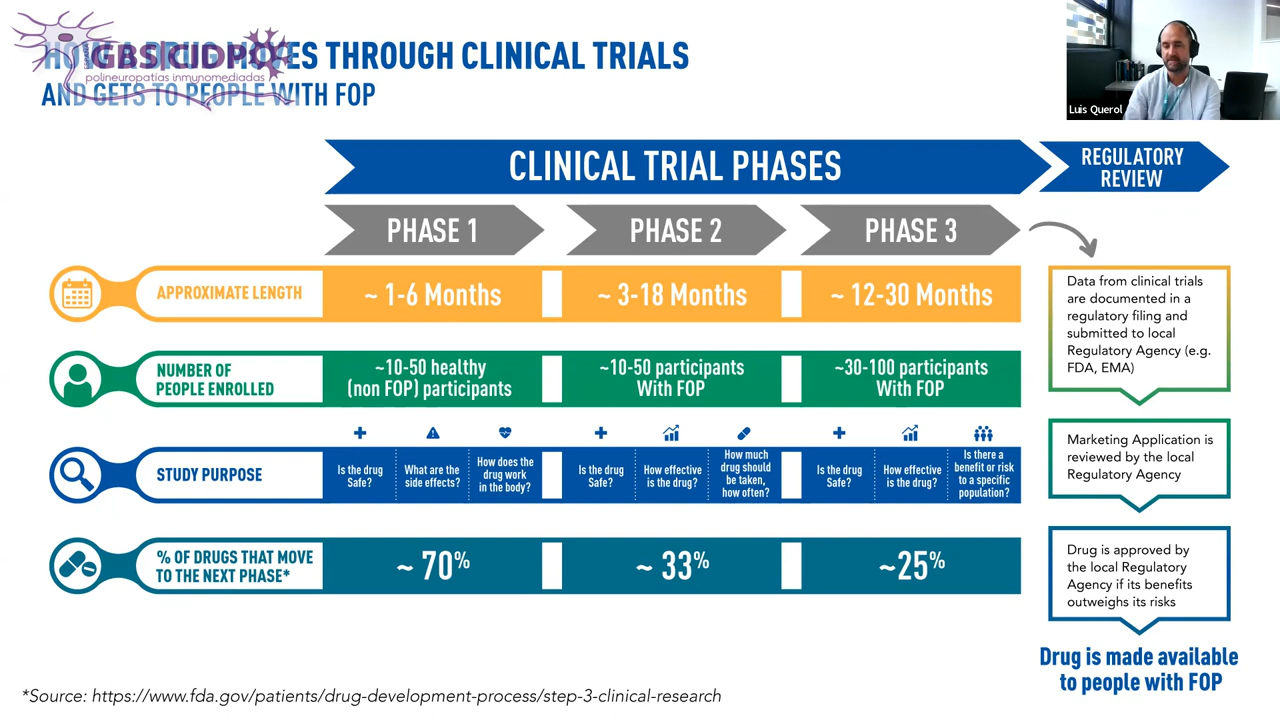 GBS|CIDP
polineuropatías inmunomediadas
ES THROUGH CLINICAL TRIALS
AND GETS TO PEOPLE WITH FOP
Luis Querol
CLINICAL TRIAL PHASES
REGULATORY
REVIEW
PHASE 1
PHASE 2
PHASE 3
APPROXIMATE LENGTH
~ 1-6 Months
~ 3-18 Months
~ 12-30 Months
NUMBER OF
PEOPLE ENROLLED
~10-50 healthy
(non FOP) participants
~10-50 participants
With FOP
~30-100 participants
With FOP
STUDY PURPOSE
Is the drug
Safe?
What are the
side effects?
How does the
drug work
in the body?
Is the drug
Safe?
How effective
is the drug?
How much
drug should
be taken,
how often?
Is the drug
Safe?
How effective
is the drug?
Is there a
benefit or risk
to a specific
population?
% OF DRUGS THAT MOVE
TO THE NEXT PHASE*
~ 70%
~ 33%
~25%
Data from clinical trials
are documented in a
regulatory filing and
submitted to local
Regulatory Agency (e.g.
FDA, EMA)
Marketing Application is
reviewed by the local
Regulatory Agency
Drug is approved by
the local Regulatory
Agency if its benefits
outweighs its risks
Drug is made available
to people with FOP
*Source: https://www.fda.gov/patients/drug-development-process/step-3-clinical-research